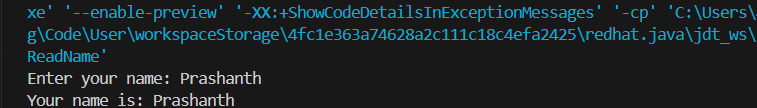 xe' '--enable-preview' '-XX:+ShowCodeDetailsInExceptionMessages' '-cp' 'C:\Users\
g\Code\User\workspaceStorage\4fc1e363a74628a2c111c18c4efa2425\redhat.java\jdt_ws\
ReadName'
Enter your name: Prashanth
Your name is: Prashanth